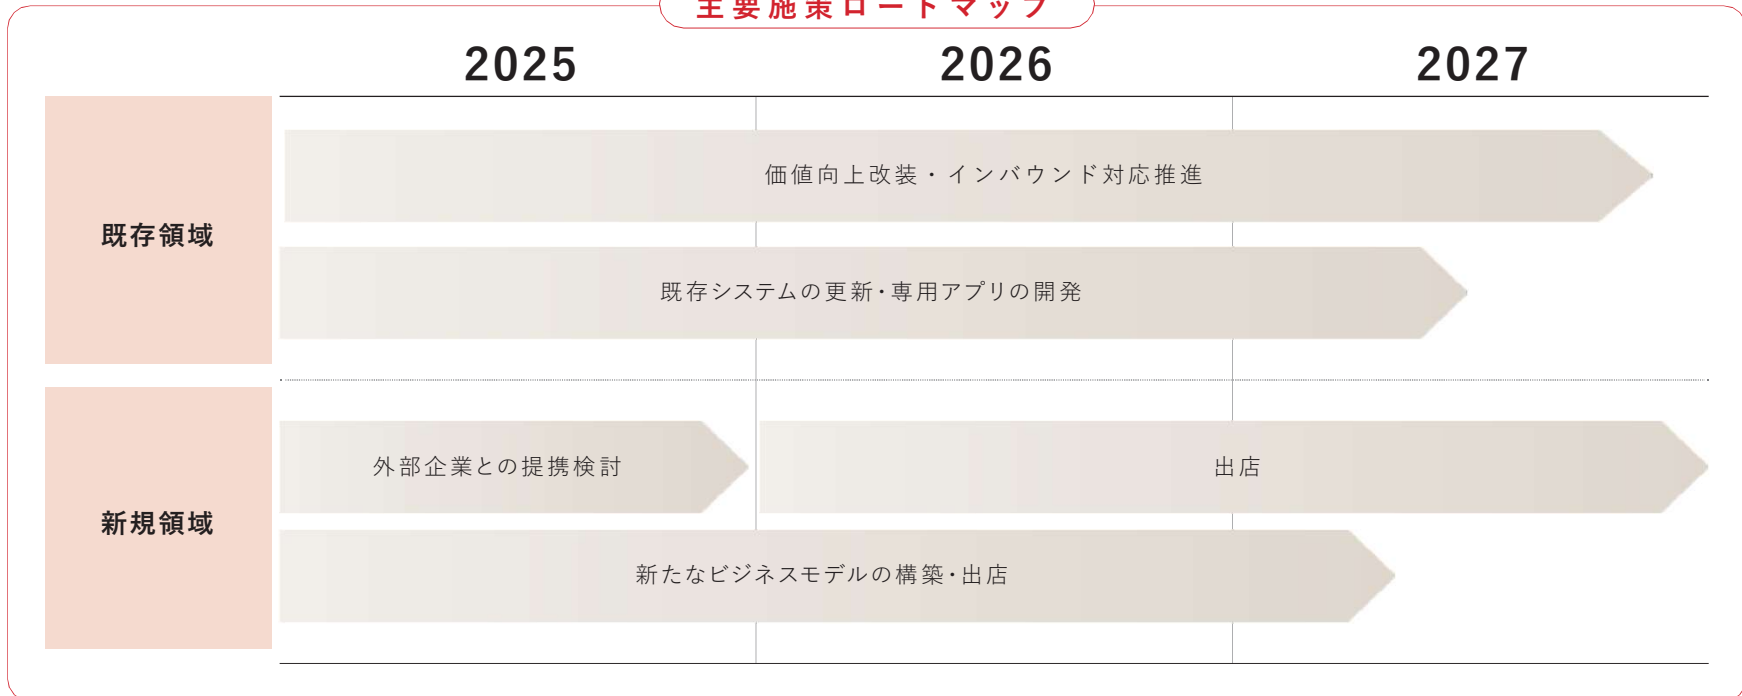 主要施策ロードマップ
2025 2026 2027
既存領域
価値向上改装・インバウンド対応推進
既存システムの更新・専用アプリの開発
新規領域
外部企業との提携検討
出店
新たなビジネスモデルの構築・出店